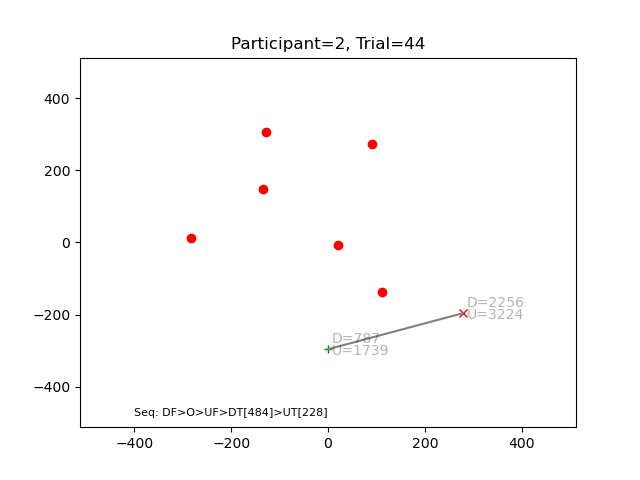 Participant=2, Trial=44
400
200
0
−200
−400
D=2256
U=3224
D=787
U=1739
Seq: DF>O>UF>DT[484]>UT[228]
−400
−200
0
200
400